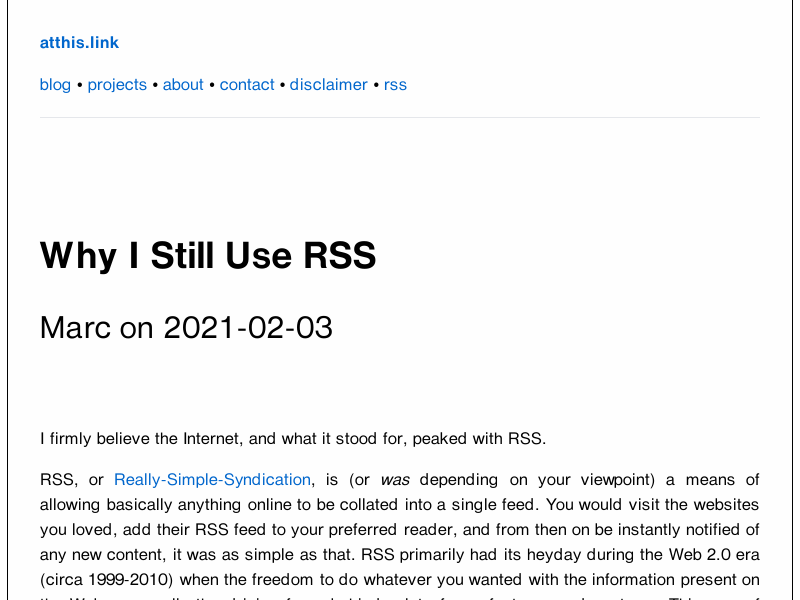 atthis.link
blog • projects • about • contact • disclaimer • rss
Why I Still Use RSS
Marc on 2021-02-03
I firmly believe the Internet, and what it stood for, peaked with RSS.
RSS, or Really-Simple-Syndication, is (or was depending on your viewpoint) a means of
allowing basically anything online to be collated into a single feed. You would visit the websites
you loved, add their RSS feed to your preferred reader, and from then on be instantly notified of
any new content, it was as simple as that. RSS primarily had its heyday during the Web 2.0 era
(circa 1999-2010) when the freedom to do whatever you wanted with the information present on